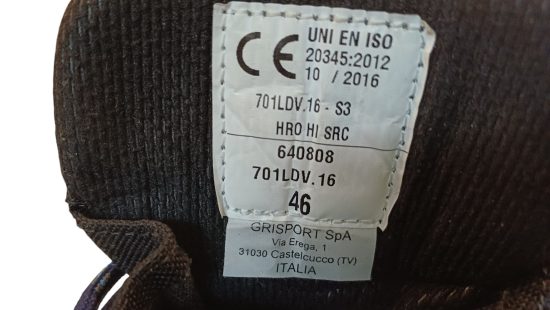 CE UNI EN ISO
20345:2012
10 / 2016
701LDV.16 - S3
HRO HI SRC
640808
701LDV.16
46
GRISPORT SpA
Via Erega, 1
31030 Castelcucco (TV)
ITALIA